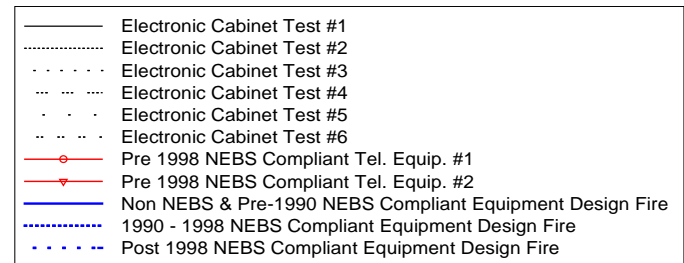 Electronic Cabinet Test #1
Electronic Cabinet Test #2
Electronic Cabinet Test #3
Electronic Cabinet Test #4
Electronic Cabinet Test #5
Electronic Cabinet Test #6
Pre 1998 NEBS Compliant Tel. Equip. #1
Pre 1998 NEBS Compliant Tel. Equip. #2
Non NEBS & Pre-1990 NEBS Compliant Equipment Design Fire
1990 - 1998 NEBS Compliant Equipment Design Fire
Post 1998 NEBS Compliant Equipment Design Fire